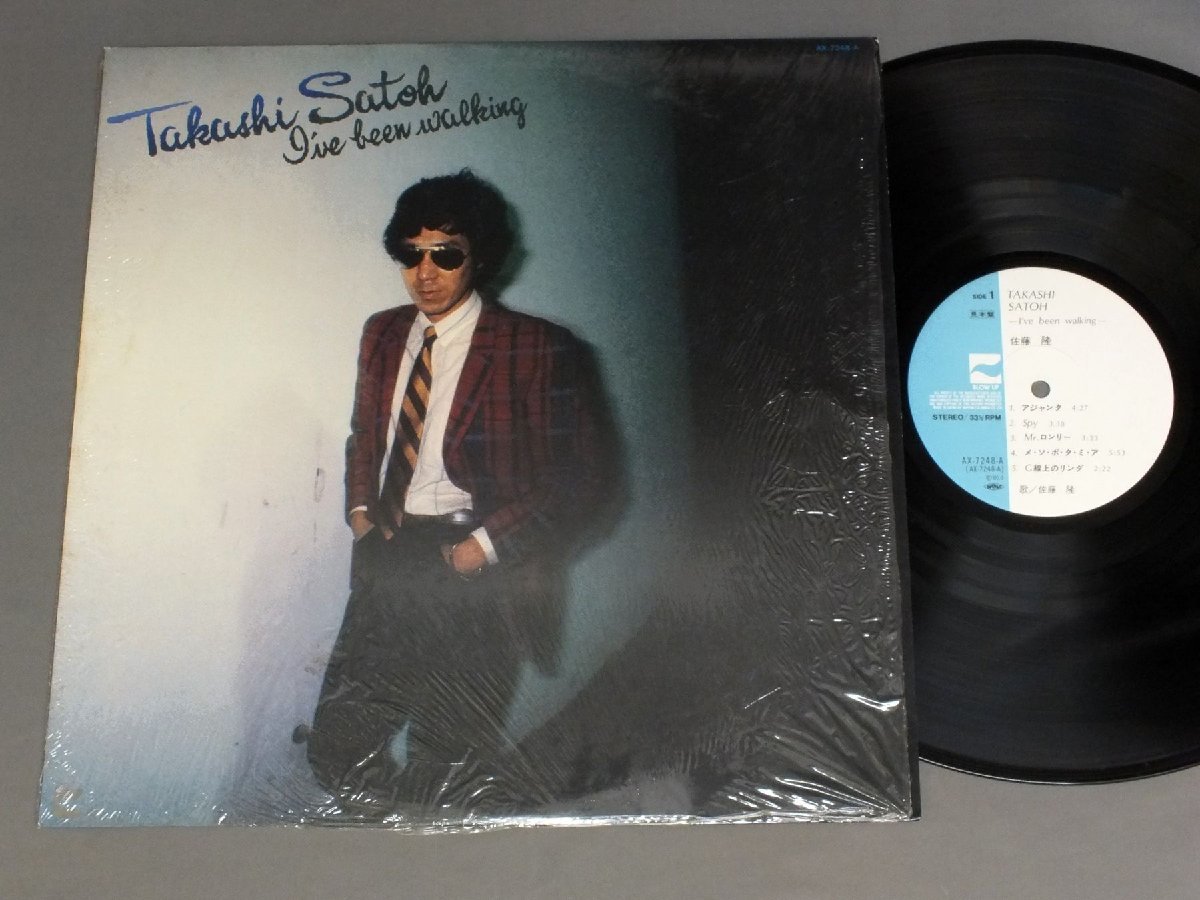 AX-7248-A
Takashi Satoh
I've been walking
SIDE 1
見本盤
BLOW UP
STEREO 33⅓ RPM
AX-7248-A
(AX-7248-A)
TAKASHI
SATOH
—I've been walking—
佐藤 隆
1. アジャンタ 4:27
2. Spy 3:18
3. Mr.ロンリー 3:33
4. メ・ソ・ポ・タ・ミ・ア 5:53
5. C線上のリンダ 2:22
歌/佐藤 隆